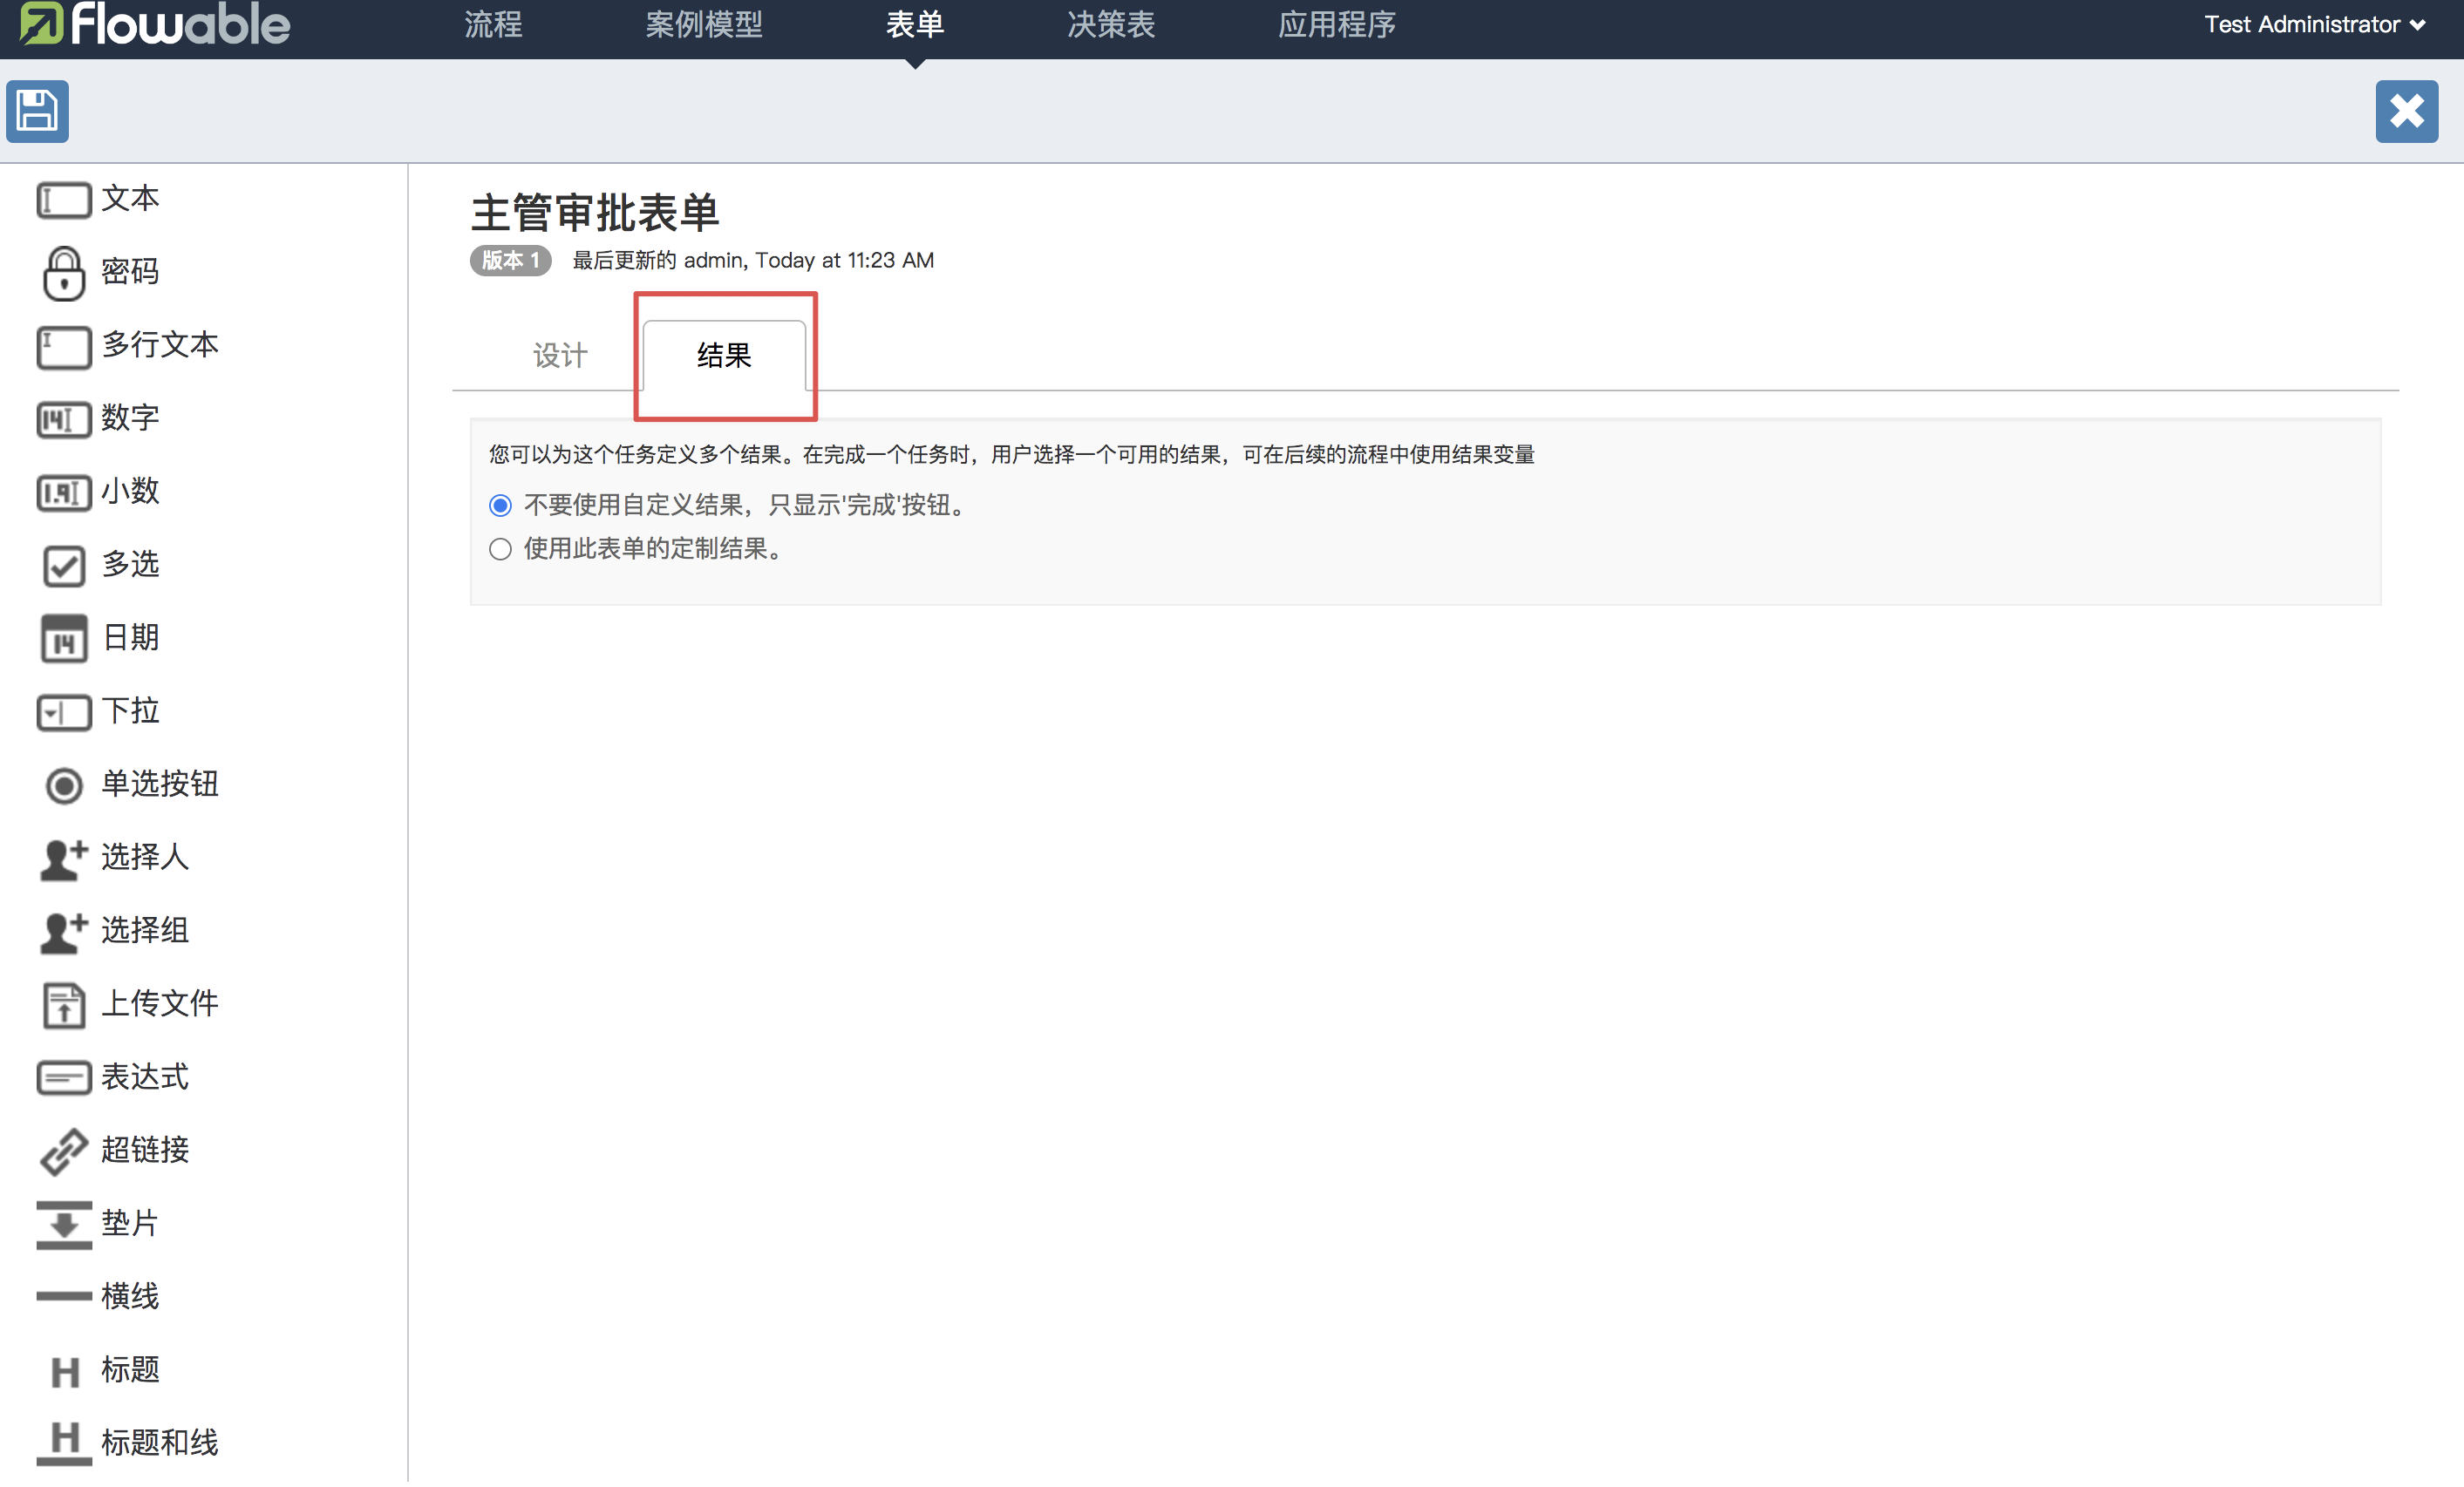 flowable
流程 案例模型 表单 决策表 应用程序 Test Administrator
文本
密码
多行文本
数字
小数
多选
日期
下拉
单选按钮
选择人
选择组
上传文件
表达式
超链接
垫片
横线
标题
标题和线
主管审批表单
版本 1 最后更新的 admin, Today at 11:23 AM
设计 结果
您可以为这个任务定义多个结果。在完成一个任务时，用户选择一个可用的结果，可在后续的流程中使用结果变量
不要使用自定义结果，只显示'完成'按钮。
使用此表单的定制结果。